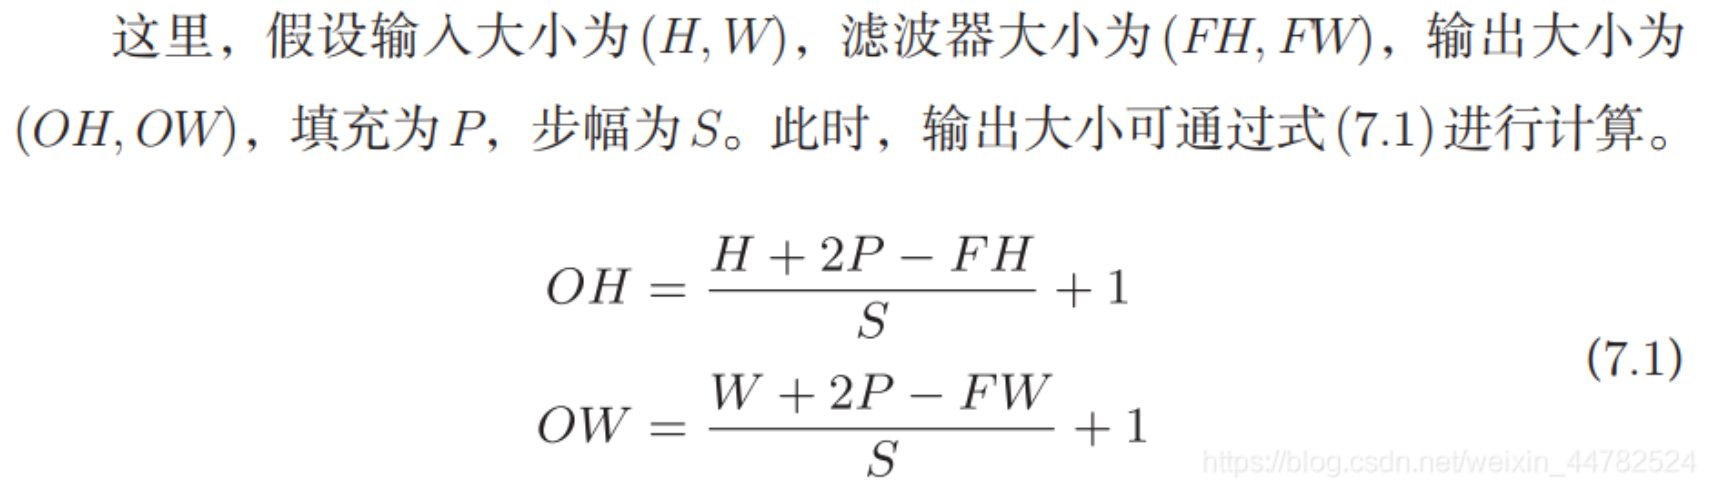 这里，假设输入大小为(H, W)，滤波器大小为(FH, FW)，输出大小为
(OH, OW)，填充为P，步幅为S。此时，输出大小可通过式(7.1)进行计算。
OH = \frac{H + 2P − FH}{S} + 1
OW = \frac{W + 2P − FW}{S} + 1
(7.1)
https://blog.csdn.net/weixin_44782524